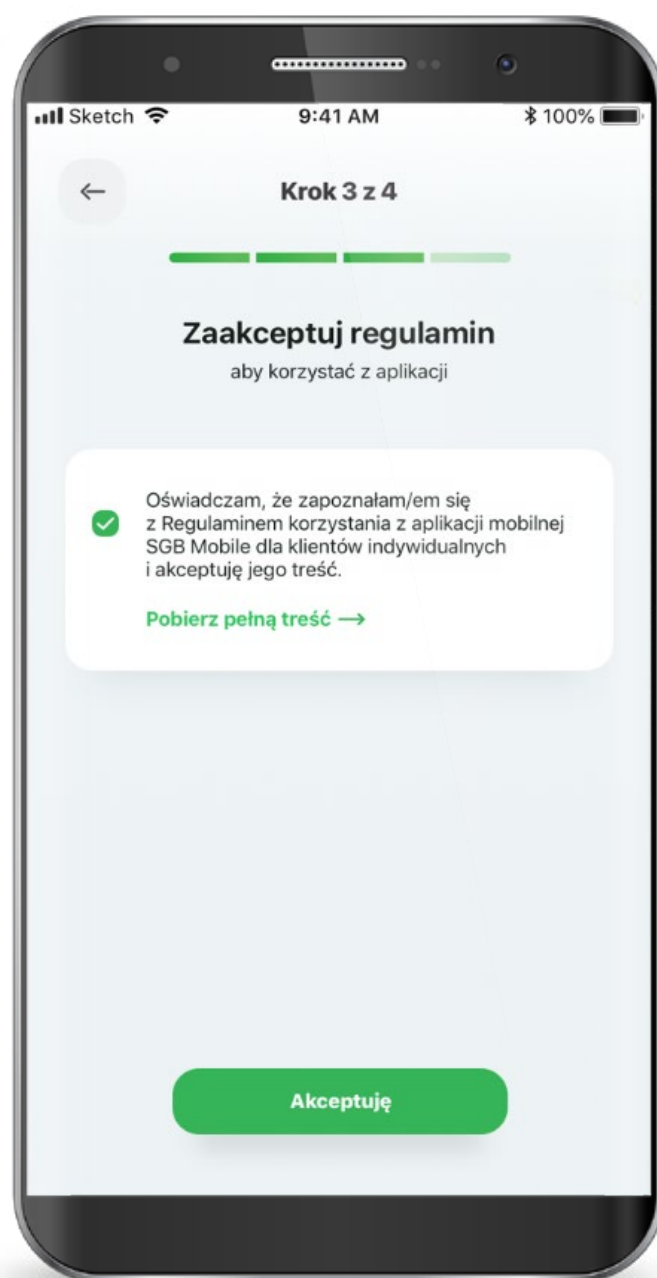 Sketch 9:41 AM 100%
Krok 3 z 4
Zaakceptuj regulamin
aby korzystać z aplikacji
Oświadczam, że zapoznałam/em się
z Regulaminem korzystania z aplikacji mobilnej
SGB Mobile dla klientów indywidualnych
i akceptuję jego treść.
Pobierz pełną treść →
Akceptuję